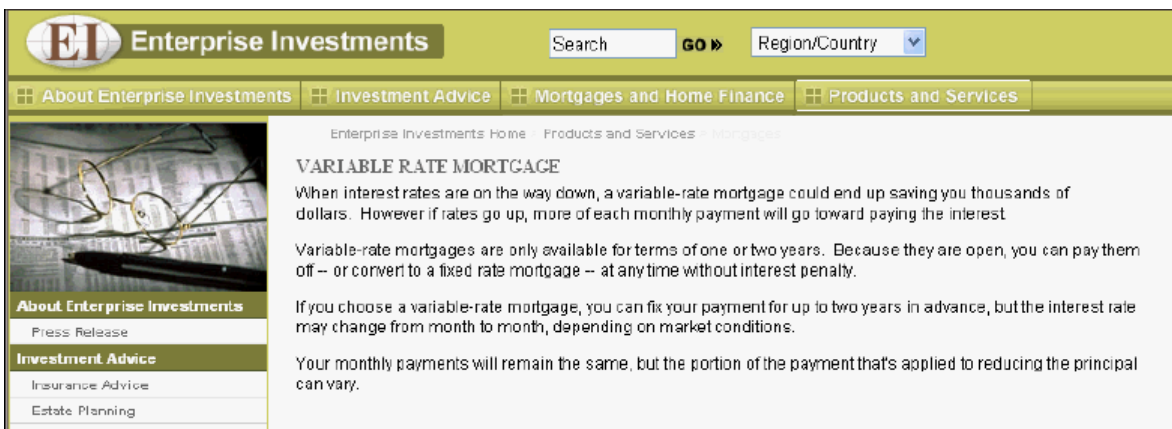 EI Enterprise Investments
Search GO » Region/Country
About Enterprise Investments Investment Advice Mortgages and Home Finance Products and Services
Enterprise Investments Home > Products and Services > Mortgages
VARIABLE RATE MORTGAGE
When interest rates are on the way down, a variable-rate mortgage could end up saving you thousands of
dollars. However if rates go up, more of each monthly payment will go toward paying the interest
Variable-rate mortgages are only available for terms of one or two years. Because they are open, you can pay them
off -- or convert to a fixed rate mortgage -- at any time without interest penalty.
If you choose a variable-rate mortgage, you can fix your payment for up to two years in advance, but the interest rate
may change from month to month, depending on market conditions.
Your monthly payments will remain the same, but the portion of the payment that's applied to reducing the principal
can vary.
About Enterprise Investments
Press Release
Investment Advice
Insurance Advice
Estate Planning